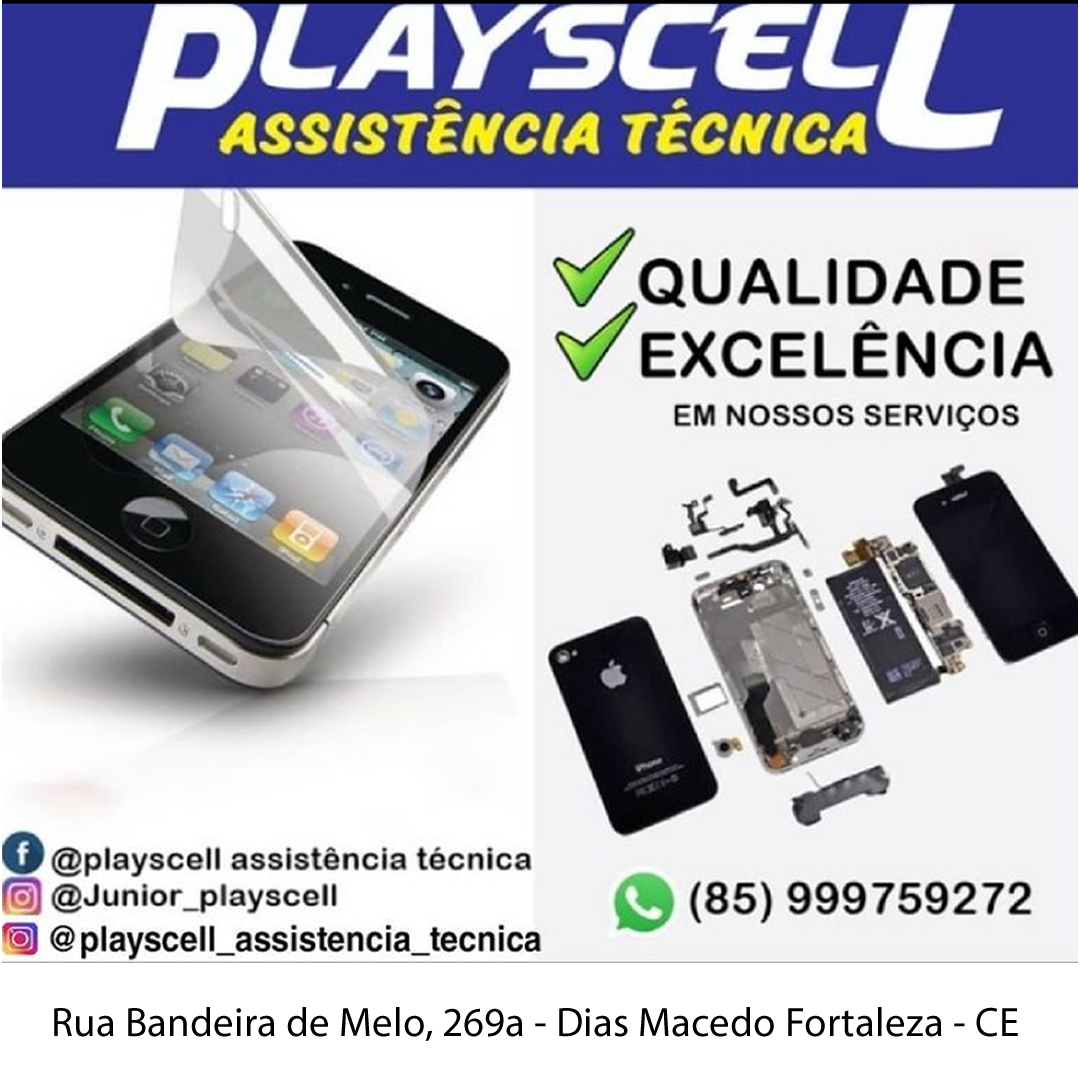 PLAYSCELL
ASSISTÊNCIA TÉCNICA
QUALIDADE
EXCELÊNCIA
EM NOSSOS SERVIÇOS
iPhone
@playscell assistência técnica
@Junior_playscell
@playscell_assistencia_tecnica
(85) 999759272
Rua Bandeira de Melo, 269a - Dias Macedo Fortaleza - CE